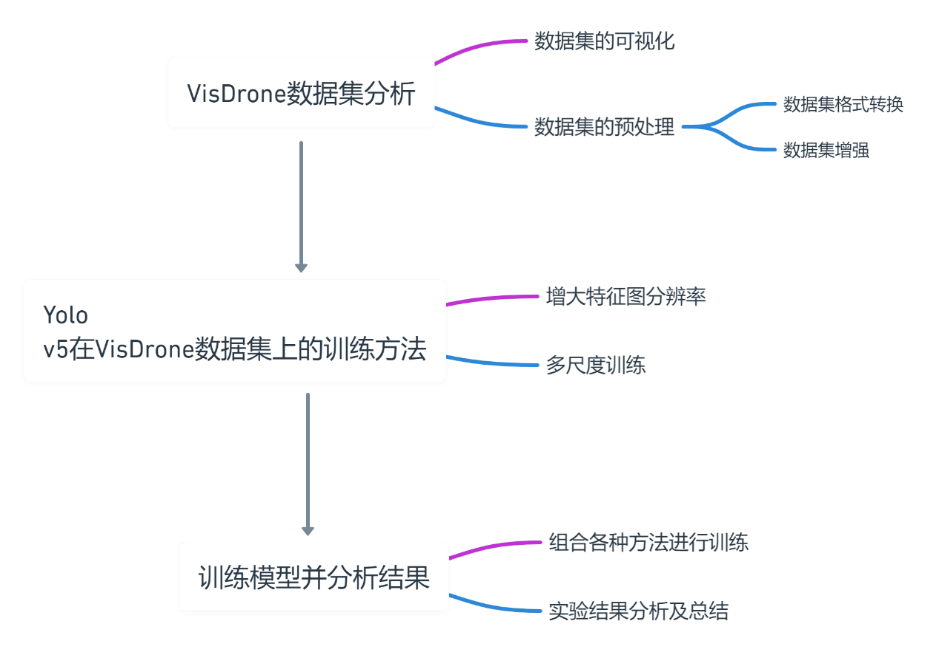 VisDrone数据集分析
数据集的可视化
数据集的预处理
数据集格式转换
数据集增强
Yolo
v5在VisDrone数据集上的训练方法
增大特征图分辨率
多尺度训练
训练模型并分析结果
组合各种方法进行训练
实验结果分析及总结